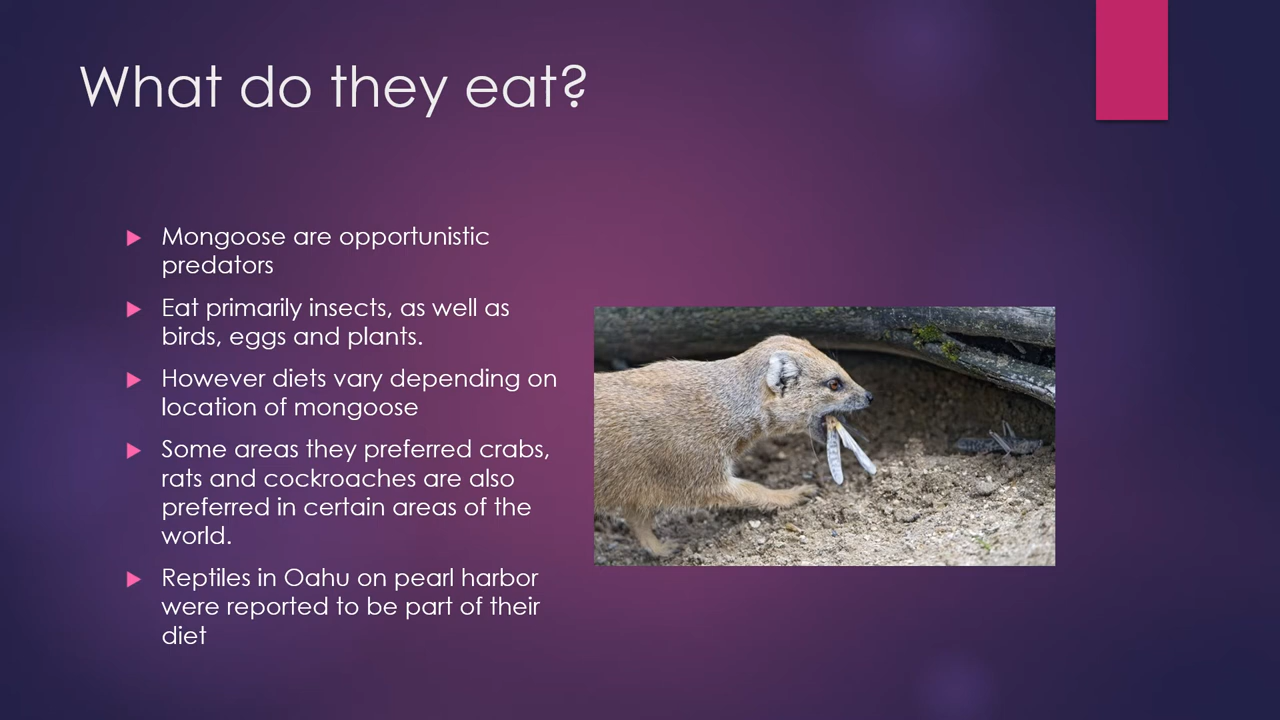 What do they eat?
Mongoose are opportunistic
predators
Eat primarily insects, as well as
birds, eggs and plants.
However diets vary depending on
location of mongoose
Some areas they preferred crabs,
rats and cockroaches are also
preferred in certain areas of the
world.
Reptiles in Oahu on pearl harbor
were reported to be part of their
diet